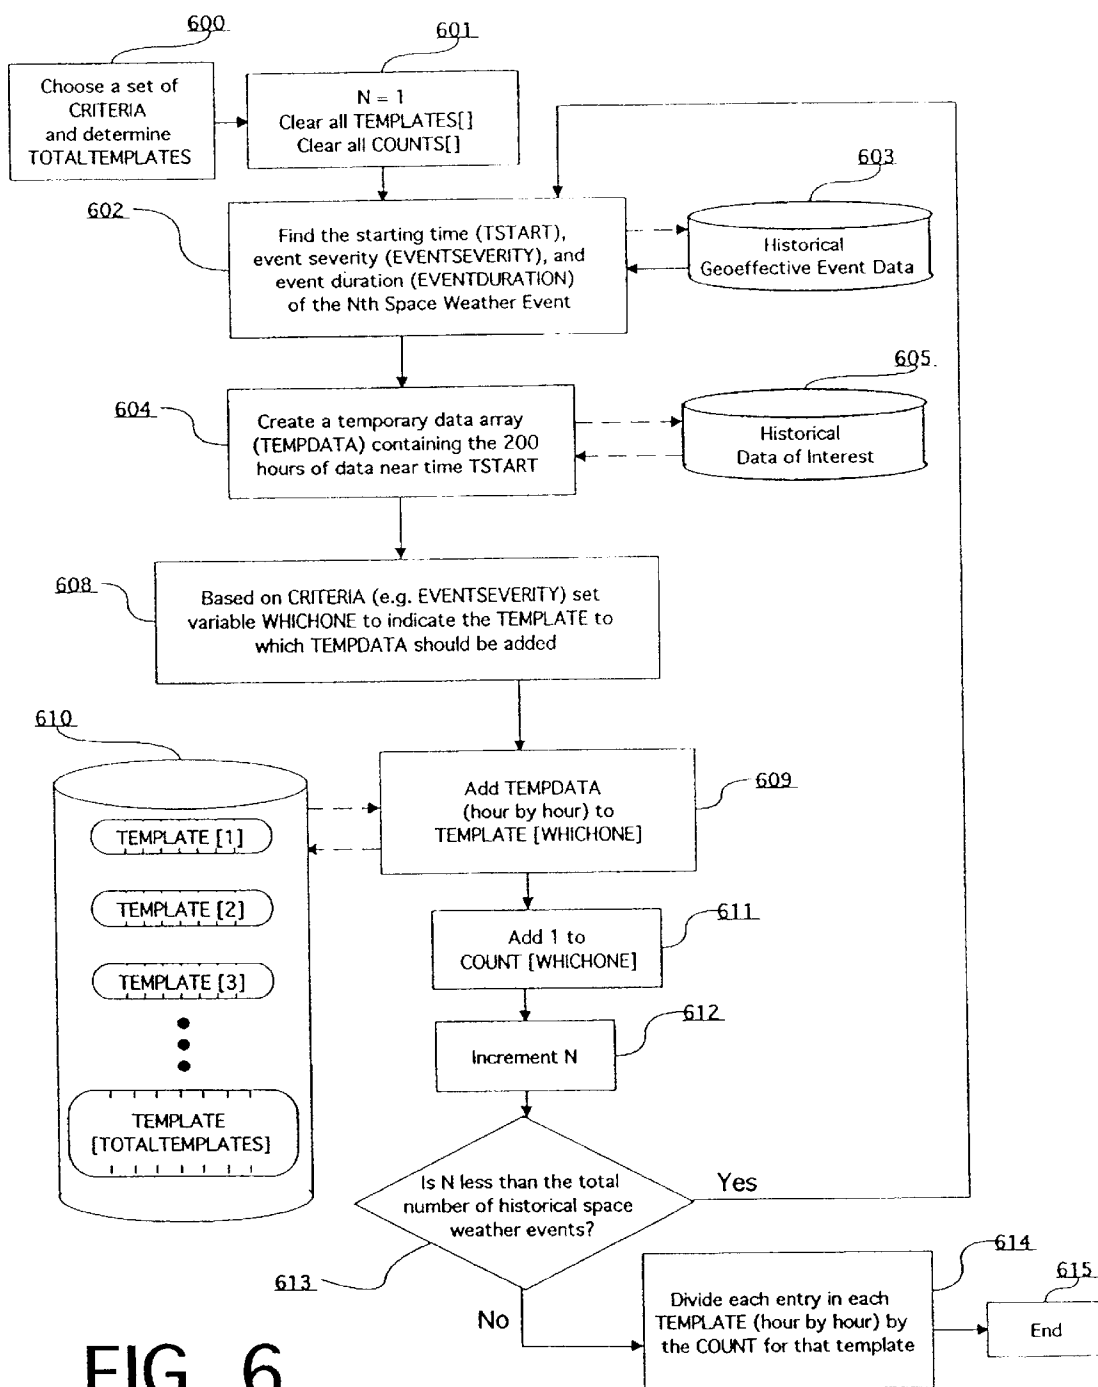 600
Choose a set of
CRITERIA
and determine
TOTALTEMPLATES
601
N = 1
Clear all TEMPLATES[]
Clear all COUNTS[]
602
Find the starting time (TSTART),
event severity (EVENTSEVERITY), and
event duration (EVENTDURATION)
of the Nth Space Weather Event
603
Historical
Geoeffective Event Data
604
Create a temporary data array
(TEMPDATA) containing the 200
hours of data near time TSTART
605
Historical
Data of Interest
608
Based on CRITERIA (e.g. EVENTSEVERITY) set
variable WHICHONE to indicate the TEMPLATE to
which TEMPDATA should be added
610
TEMPLATE [1]
TEMPLATE [2]
TEMPLATE [3]
TEMPLATE
[TOTALTEMPLATES]
609
Add TEMPDATA
(hour by hour) to
TEMPLATE [WHICHONE]
611
Add 1 to
COUNT [WHICHONE]
612
Increment N
Is N less than the total
number of historical space
weather events?
Yes
613
No
614
Divide each entry in each
TEMPLATE (hour by hour) by
the COUNT for that template
615
End
FIG. 6